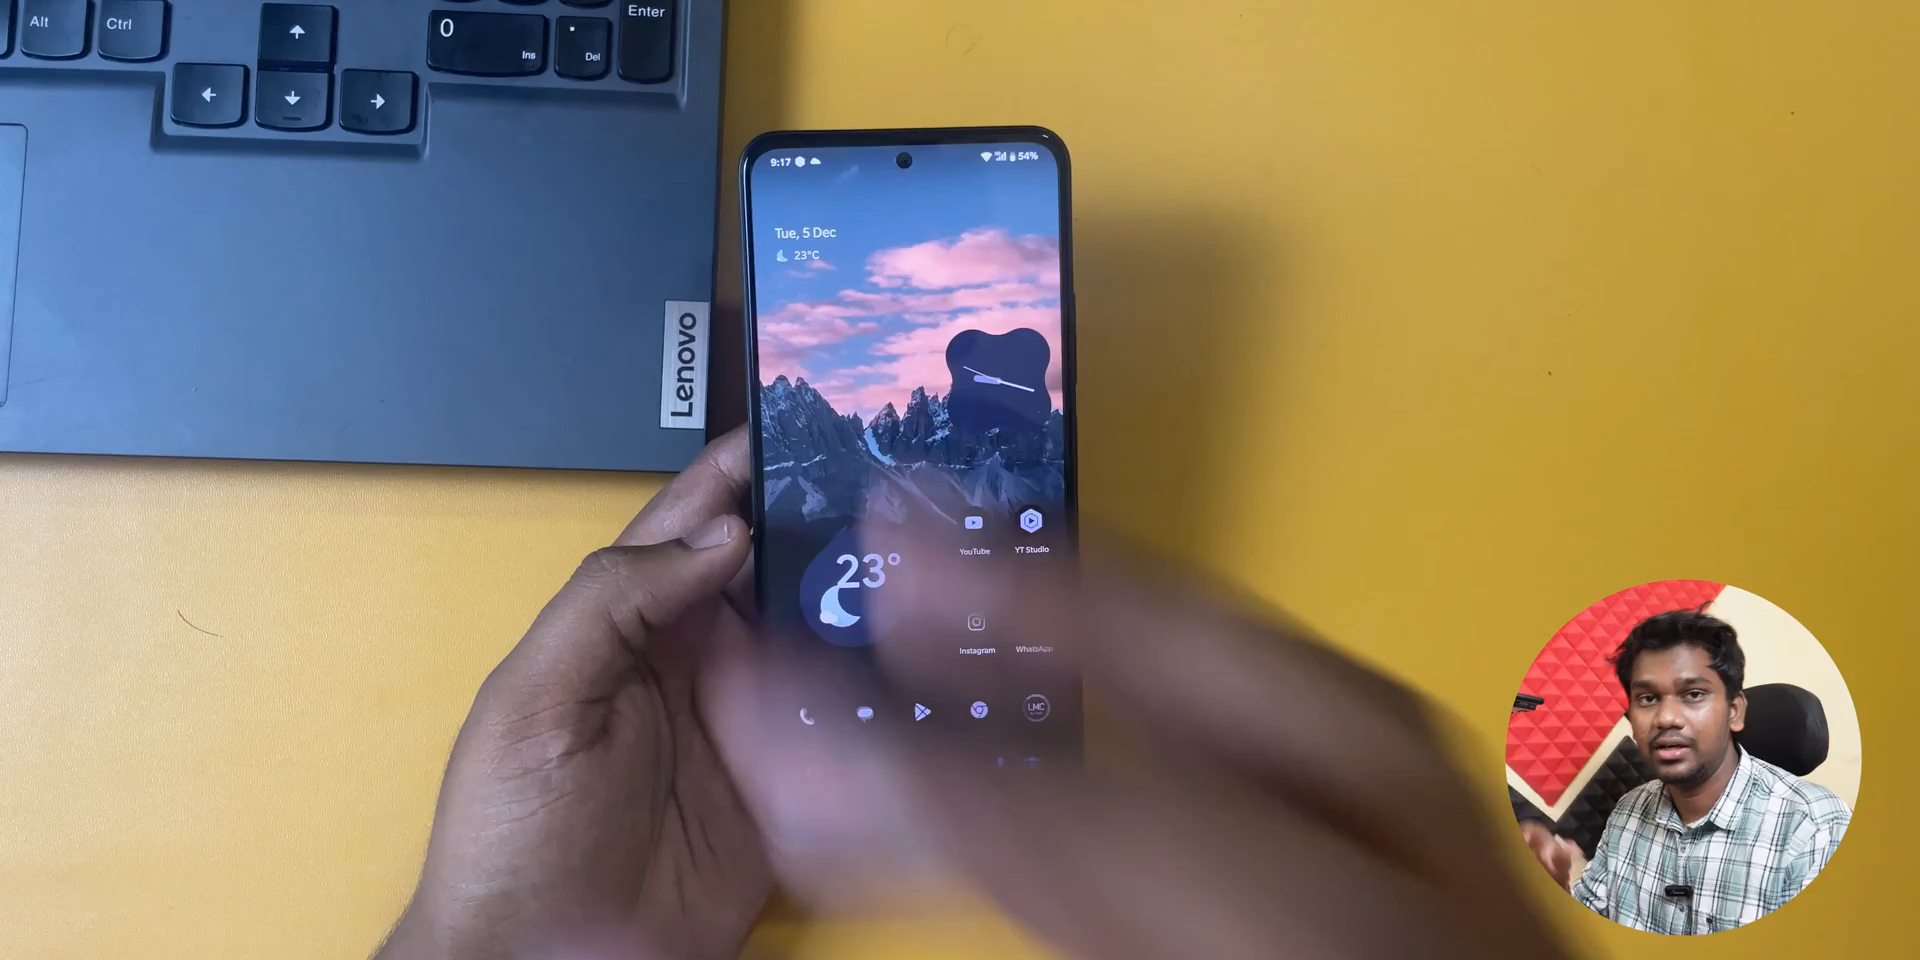 Alt
Ctrl
0
Ins
.
Del
Enter
Lenovo
9:17
54%
Tue, 5 Dec
23°C
23°
YouTube
YT Studio
Instagram
WhatsApp
LMC